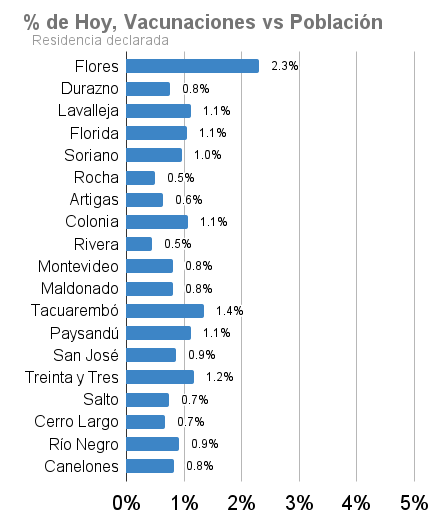 % de Hoy, Vacunaciones vs Población
Residencia declarada
Flores 2.3%
Durazno 0.8%
Lavalleja 1.1%
Florida 1.1%
Soriano 1.0%
Rocha 0.5%
Artigas 0.6%
Colonia 1.1%
Rivera 0.5%
Montevideo 0.8%
Maldonado 0.8%
Tacuarembó 1.4%
Paysandú 1.1%
San José 0.9%
Treinta y Tres 1.2%
Salto 0.7%
Cerro Largo 0.7%
Río Negro 0.9%
Canelones 0.8%
0% 1% 2% 3% 4% 5%